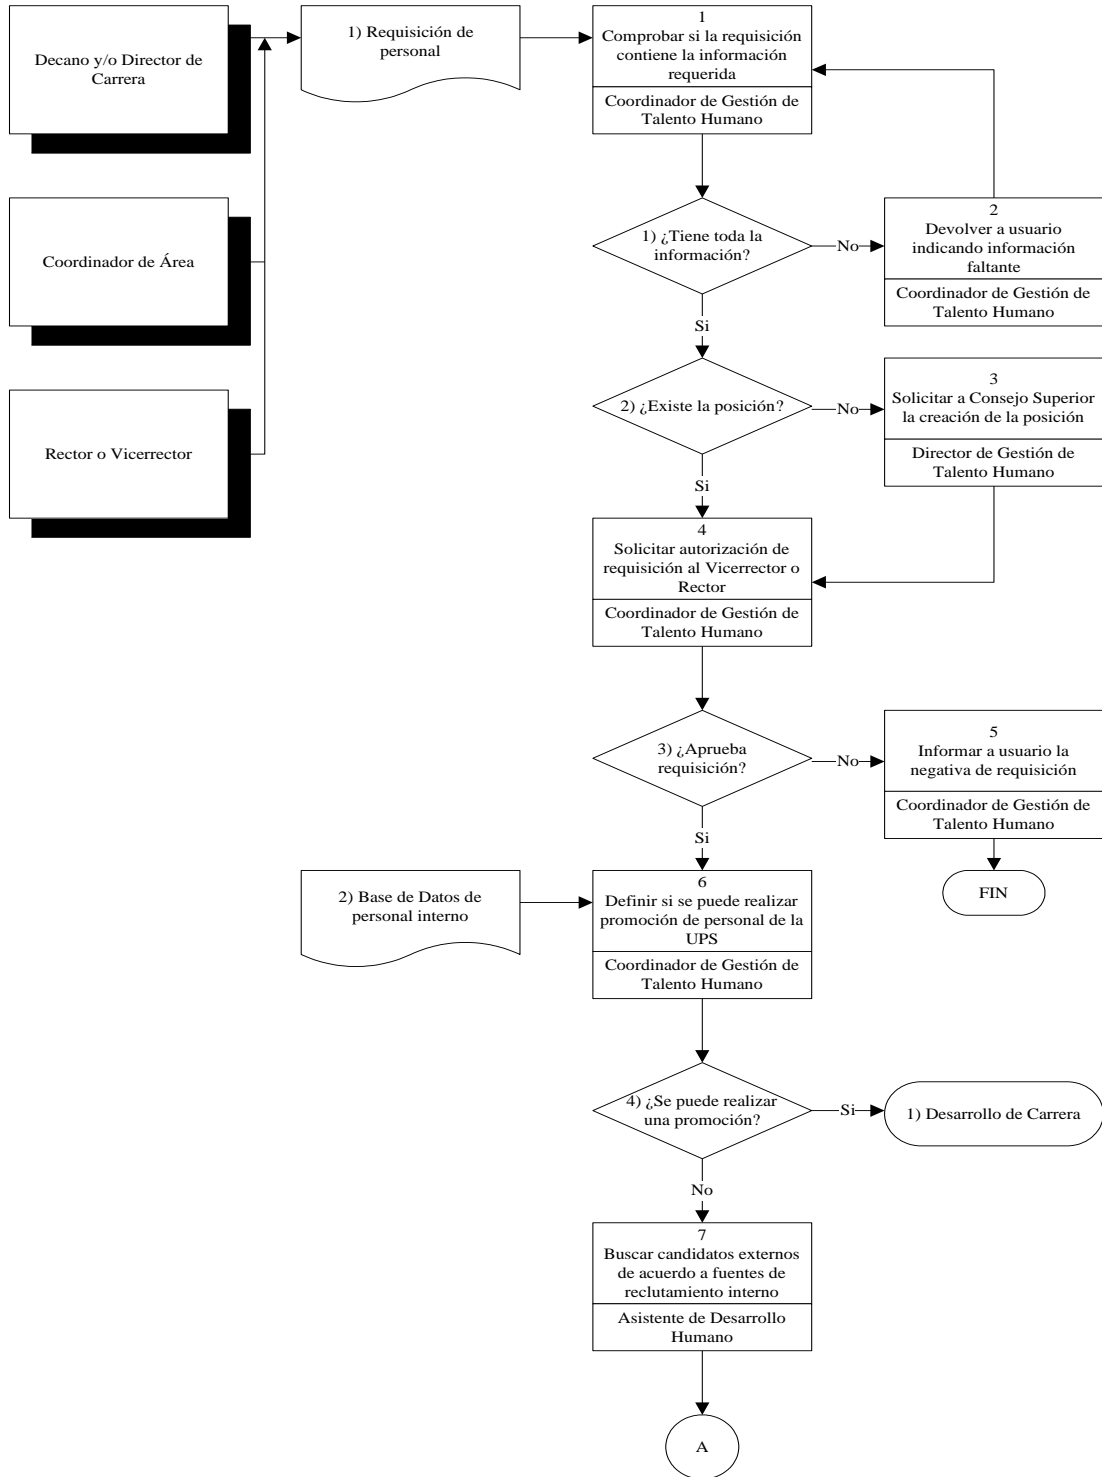 Decano y/o Director de
Carrera
1) Requisición de
personal
1
Comprobar si la requisición
contiene la información
requerida
Coordinador de Gestión de
Talento Humano
Coordinador de Área
1) ¿Tiene toda la
información?
No
2
Devolver a usuario
indicando información
faltante
Coordinador de Gestión de
Talento Humano
Si
Rector o Vicerrector
2) ¿Existe la posición?
No
3
Solicitar a Consejo Superior
la creación de la posición
Director de Gestión de
Talento Humano
Si
4
Solicitar autorización de
requisición al Vicerrector o
Rector
Coordinador de Gestión de
Talento Humano
3) ¿Aprueba
requisición?
No
5
Informar a usuario la
negativa de requisición
Coordinador de Gestión de
Talento Humano
Si
FIN
2) Base de Datos de
personal interno
6
Definir si se puede realizar
promoción de personal de la
UPS
Coordinador de Gestión de
Talento Humano
4) ¿Se puede realizar
una promoción?
Si
1) Desarrollo de Carrera
No
7
Buscar candidatos externos
de acuerdo a fuentes de
reclutamiento interno
Asistente de Desarrollo
Humano
A